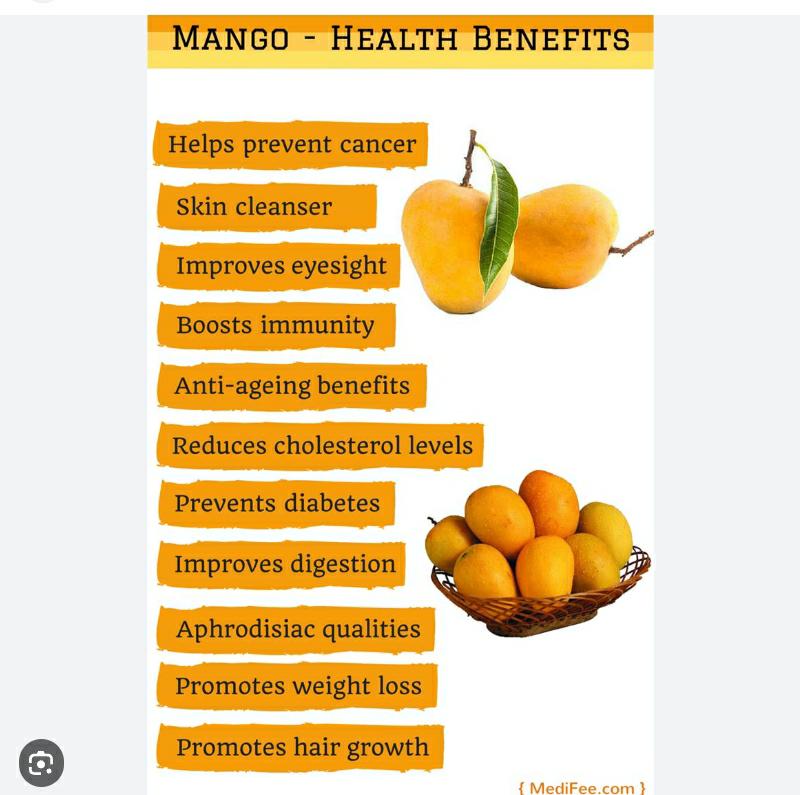 Mango - Health Benefits
Helps prevent cancer
Skin cleanser
Improves eyesight
Boosts immunity
Anti-ageing benefits
Reduces cholesterol levels
Prevents diabetes
Improves digestion
Aphrodisiac qualities
Promotes weight loss
Promotes hair growth
{ MediFee.com }